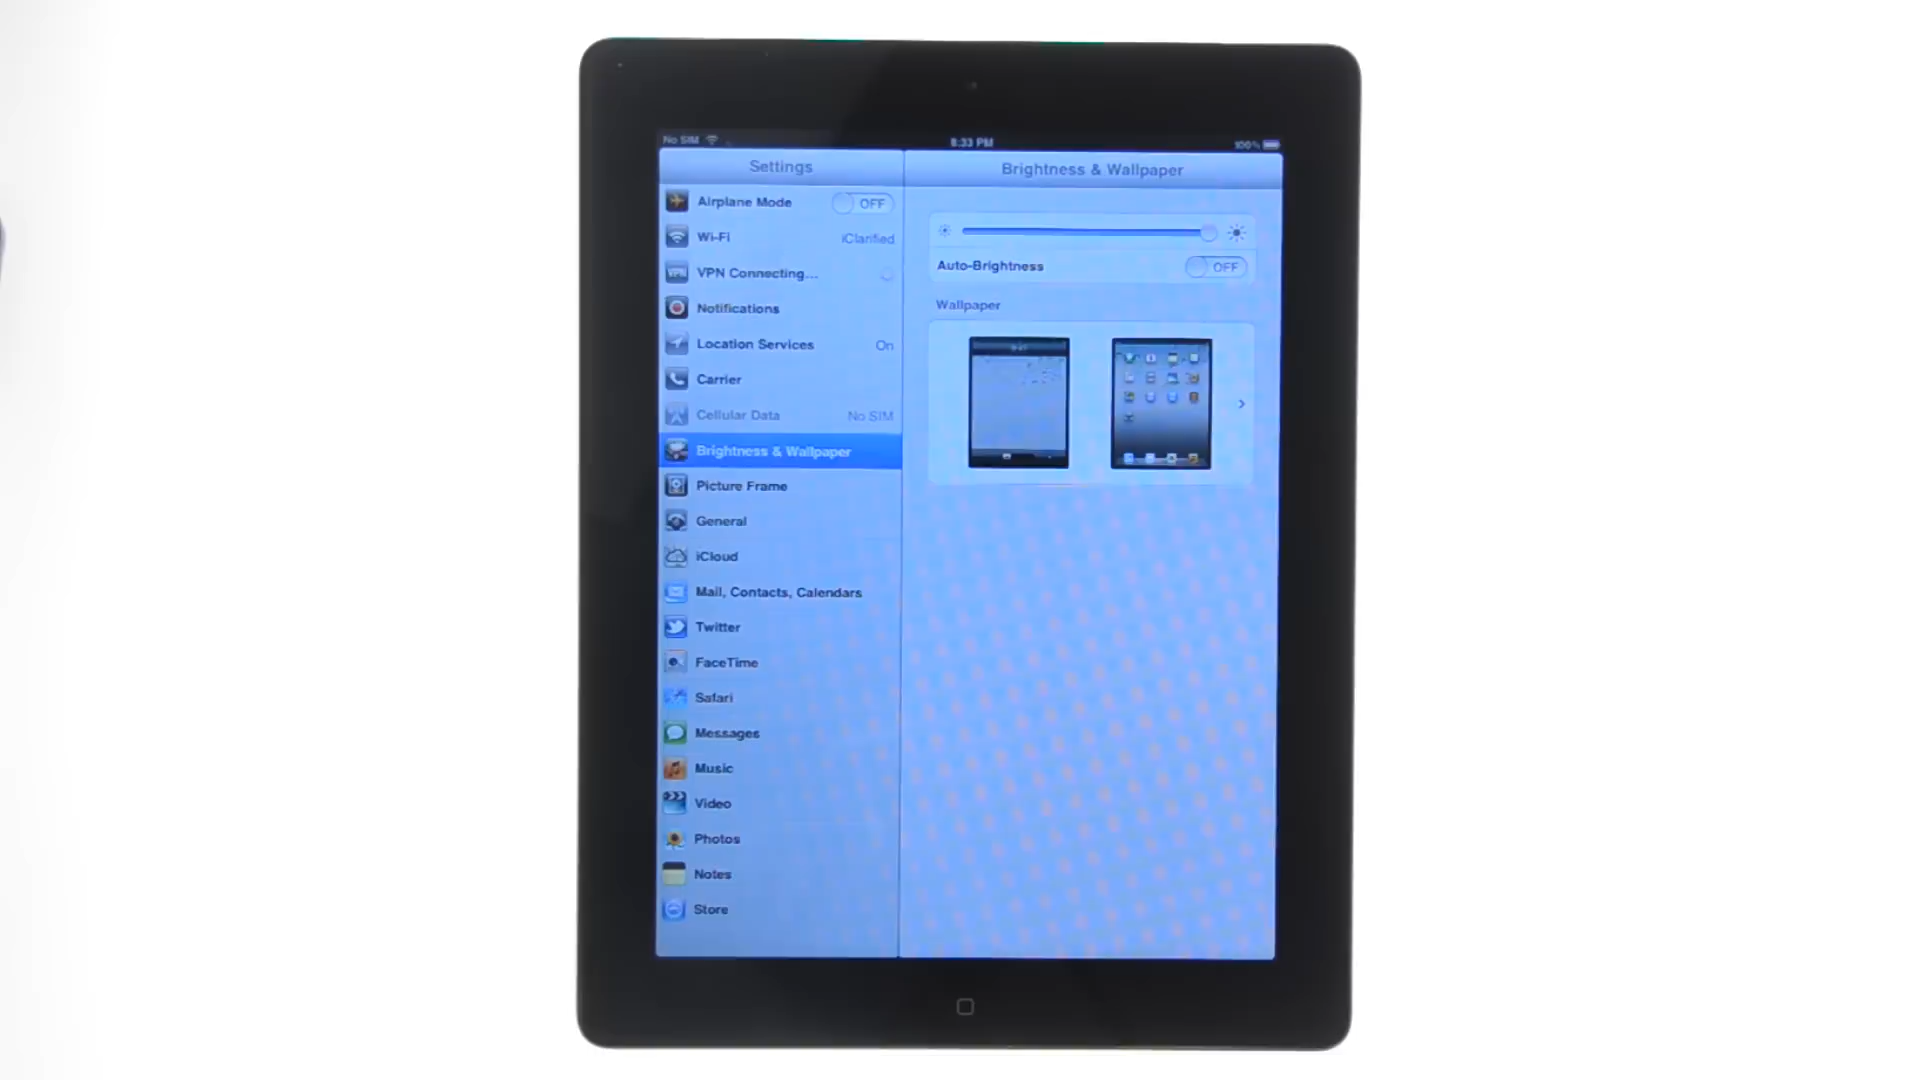 No SIM
8:33 PM
100%
Settings
Airplane Mode OFF
Wi-Fi iClarified
VPN VPN Connecting...
Notifications
Location Services On
Carrier
Cellular Data No SIM
Brightness & Wallpaper
Picture Frame
General
iCloud
Mail, Contacts, Calendars
Twitter
FaceTime
Safari
Messages
Music
Video
Photos
Notes
Store
Brightness & Wallpaper
Auto-Brightness OFF
Wallpaper